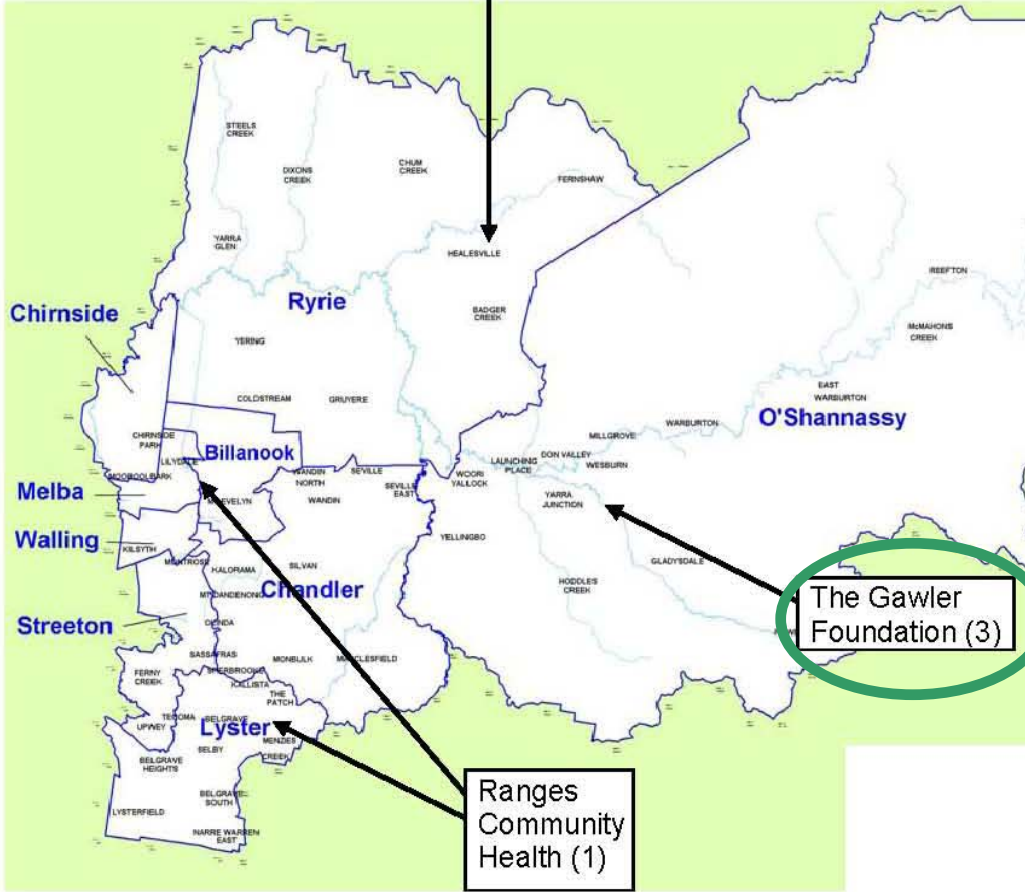 STEELS
CREEK
DIXONS
CREEK
CHUM
CREEK
FERNSHAW
YARRA
GLEN
HEALESVILLE
REEFTON
Chirnside
Ryrie
BADGER
CREEK
McMAHONS
CREEK
YERING
EAST
WARBURTON
COLDSTREAM
GRUYERE
O'Shannassy
WARBURTON
CHIRNSIDE
PARK
MILLGROVE
Billanook
LILYDALE
DON VALLEY
LAUNCHING
PLACE
WESBURN
MOOROOLBARK
WANDIN
NORTH
SEVILLE
WOORI
YALLOCK
Melba
SEVILLE
EAST
WANDIN
YARRA
JUNCTION
Walling
YELLINGBO
KILSYTH
MONTROSE
KALORAMA
SILVAN
GLADYSDALE
Chandler
HODDLE'S
CREEK
MT DANDENONG
The Gawler
Foundation (3)
Streeton
OLINDA
SASSAFRAS
MONBULK
MACCLESFIELD
SHERBROOKE
FERNY
CREEK
KALLISTA
THE
PATCH
TECOMA
BELGRAVE
UPWEY
Lyster
MENZIES
CREEK
SELBY
BELGRAVE
HEIGHTS
BELGRAVE
SOUTH
LYSTERFIELD
NARRE WARREN
EAST
Ranges
Community
Health (1)